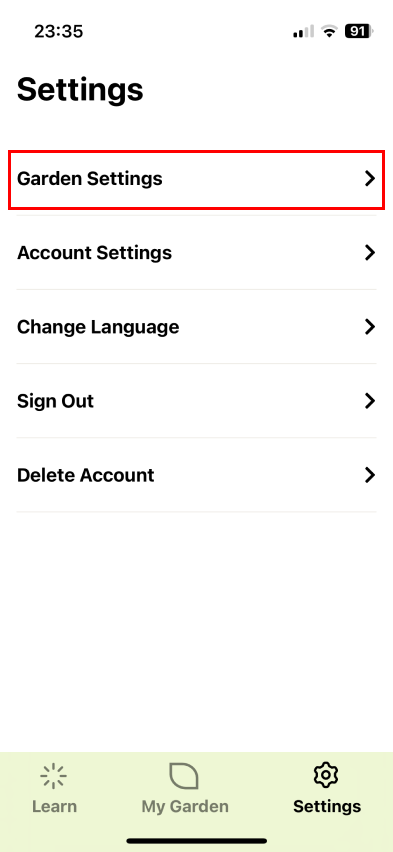 23:35
91
Settings
Garden Settings
Account Settings
Change Language
Sign Out
Delete Account
Learn
My Garden
Settings